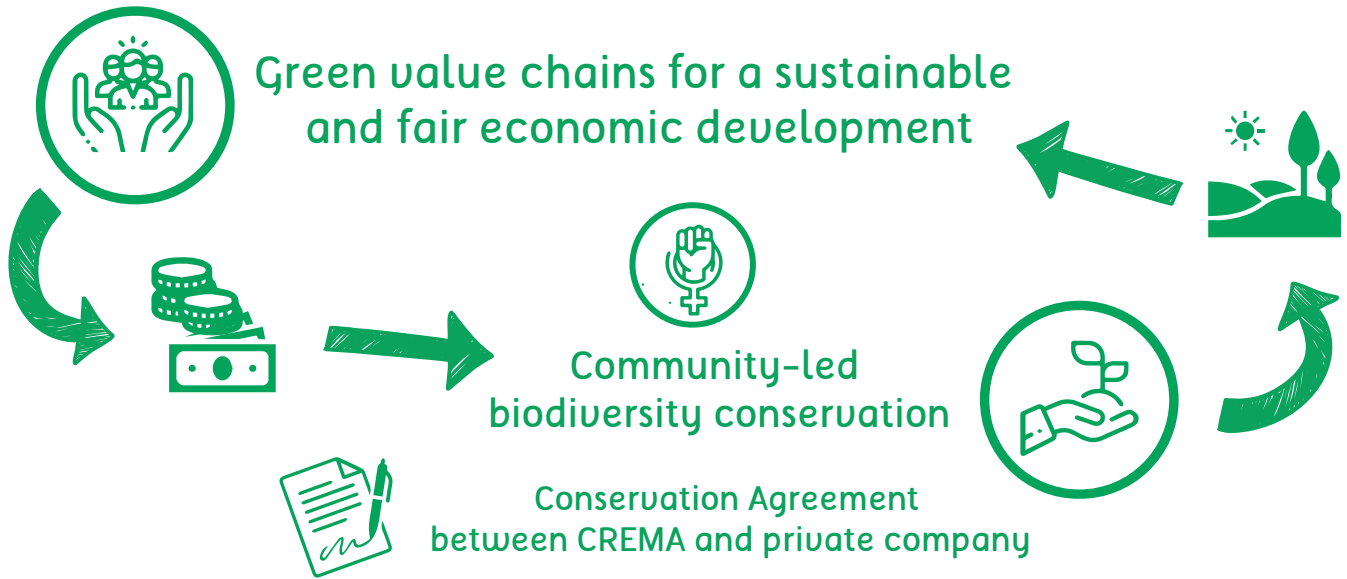 Green value chains for a sustainable
and fair economic development
Community-led
biodiversity conservation
Conservation Agreement
between CREMA and private company